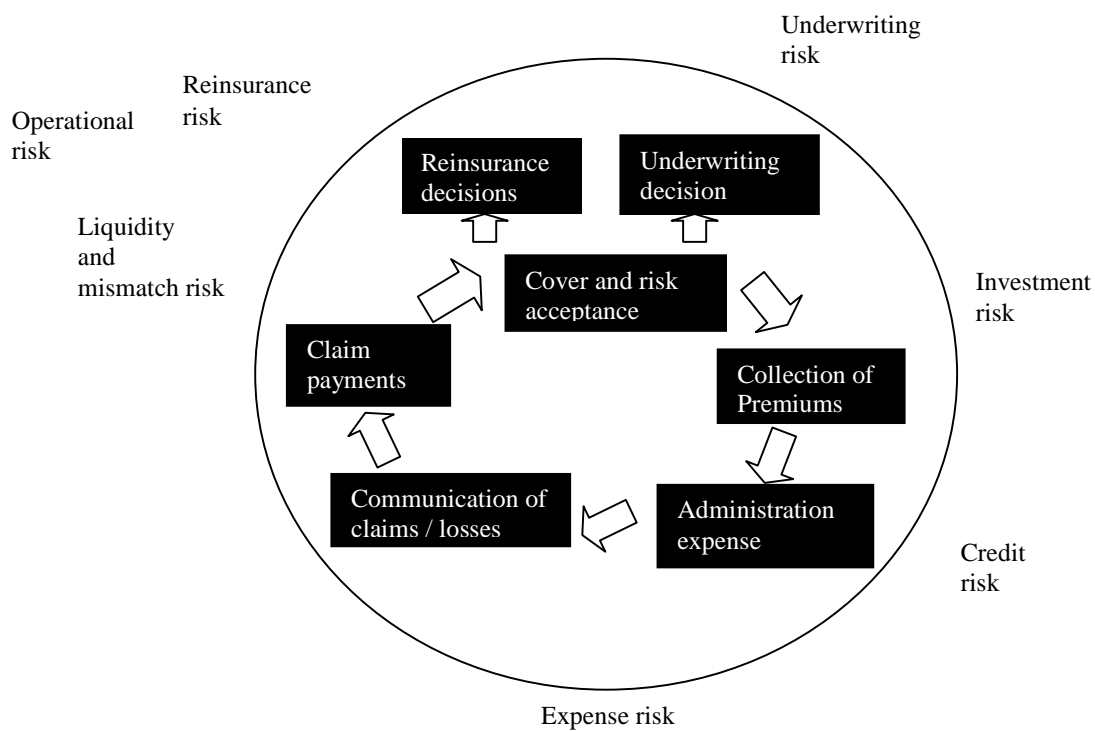 Underwriting
risk
Reinsurance
risk
Operational
risk
Reinsurance
decisions
Underwriting
decision
Liquidity
and
mismatch risk
Cover and risk
acceptance
Investment
risk
Claim
payments
Collection of
Premiums
Communication of
claims / losses
Administration
expense
Credit
risk
Expense risk